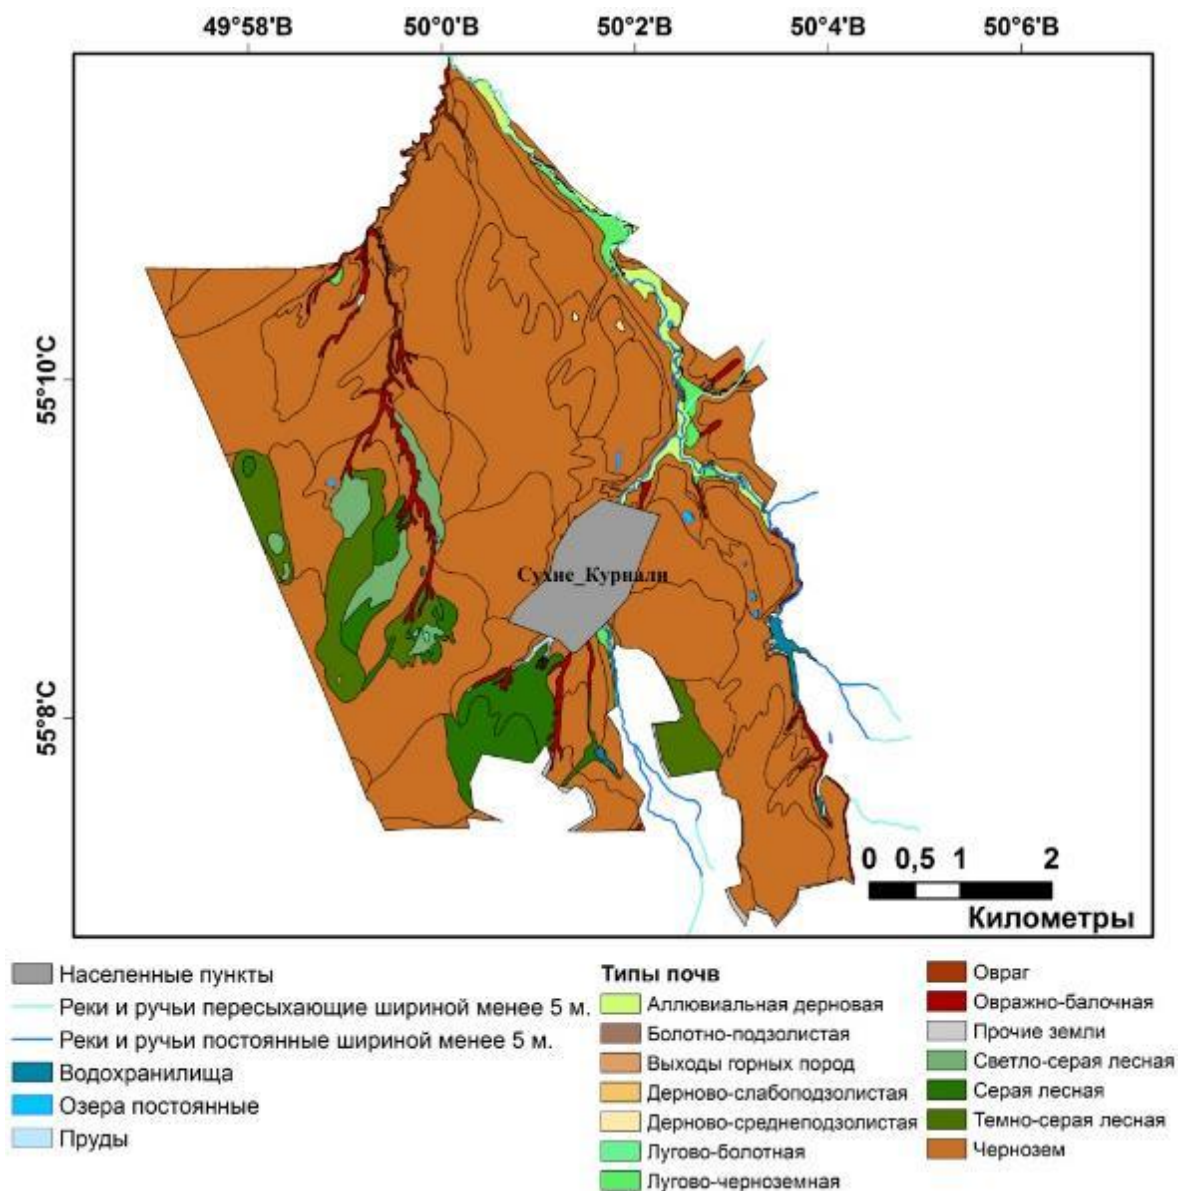 49°58'В 50°0'В 50°2'В 50°4'В 50°6'В
55°10'С
Сухие_Курнали
55°8'С
0 0,5 1 2
Километры
Населенные пункты
Реки и ручьи пересыхающие шириной менее 5 м.
Реки и ручьи постоянные шириной менее 5 м.
Водохранилища
Озера постоянные
Пруды
Типы почв
Аллювиальная дерновая
Болотно-подзолистая
Выходы горных пород
Дерново-слабоподзолистая
Дерново-среднеподзолистая
Лугово-болотная
Лугово-черноземная
Овраг
Овражно-балочная
Прочие земли
Светло-серая лесная
Серая лесная
Темно-серая лесная
Чернозем